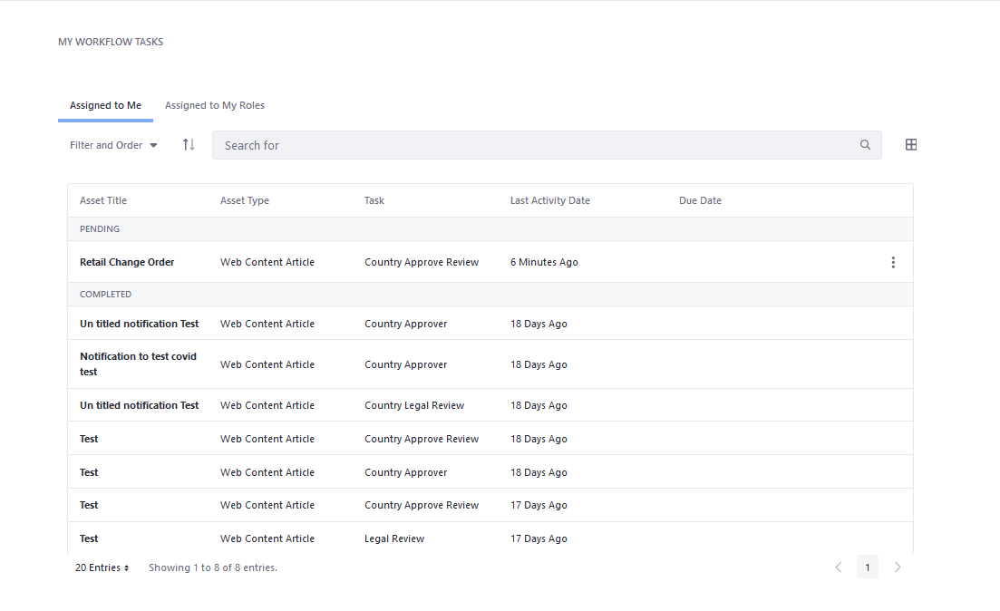 MY WORKFLOW TASKS
Assigned to Me Assigned to My Roles
Filter and Order Search for
Asset Title Asset Type Task Last Activity Date Due Date
PENDING
Retail Change Order Web Content Article Country Approve Review 6 Minutes Ago
COMPLETED
Un titled notification Test Web Content Article Country Approver 18 Days Ago
Notification to test covid
test Web Content Article Country Approver 18 Days Ago
Un titled notification Test Web Content Article Country Legal Review 18 Days Ago
Test Web Content Article Country Approve Review 18 Days Ago
Test Web Content Article Country Approver 18 Days Ago
Test Web Content Article Country Approve Review 17 Days Ago
Test Web Content Article Legal Review 17 Days Ago
20 Entries Showing 1 to 8 of 8 entries. 1